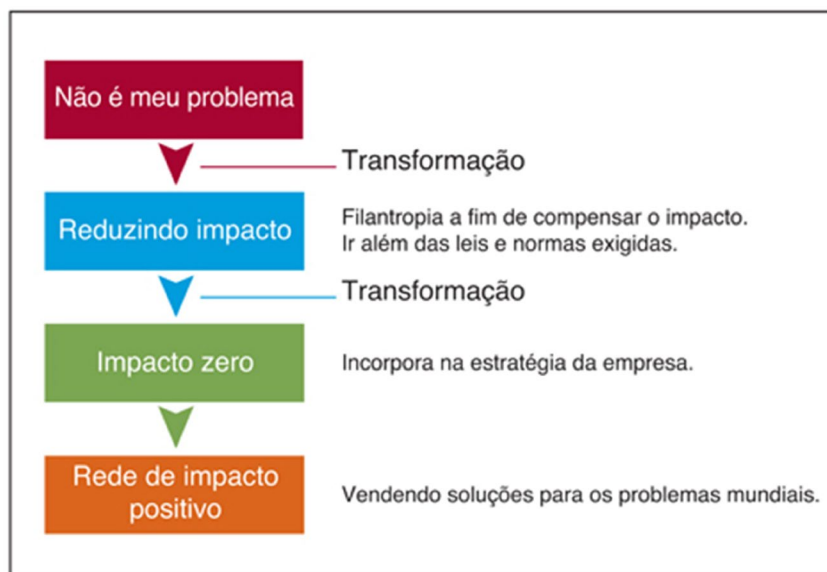 Não é meu problema
Transformação
Reduzindo impacto
Filantropia a fim de compensar o impacto.
Ir além das leis e normas exigidas.
Transformação
Impacto zero
Incorpora na estratégia da empresa.
Rede de impacto
positivo
Vendendo soluções para os problemas mundiais.